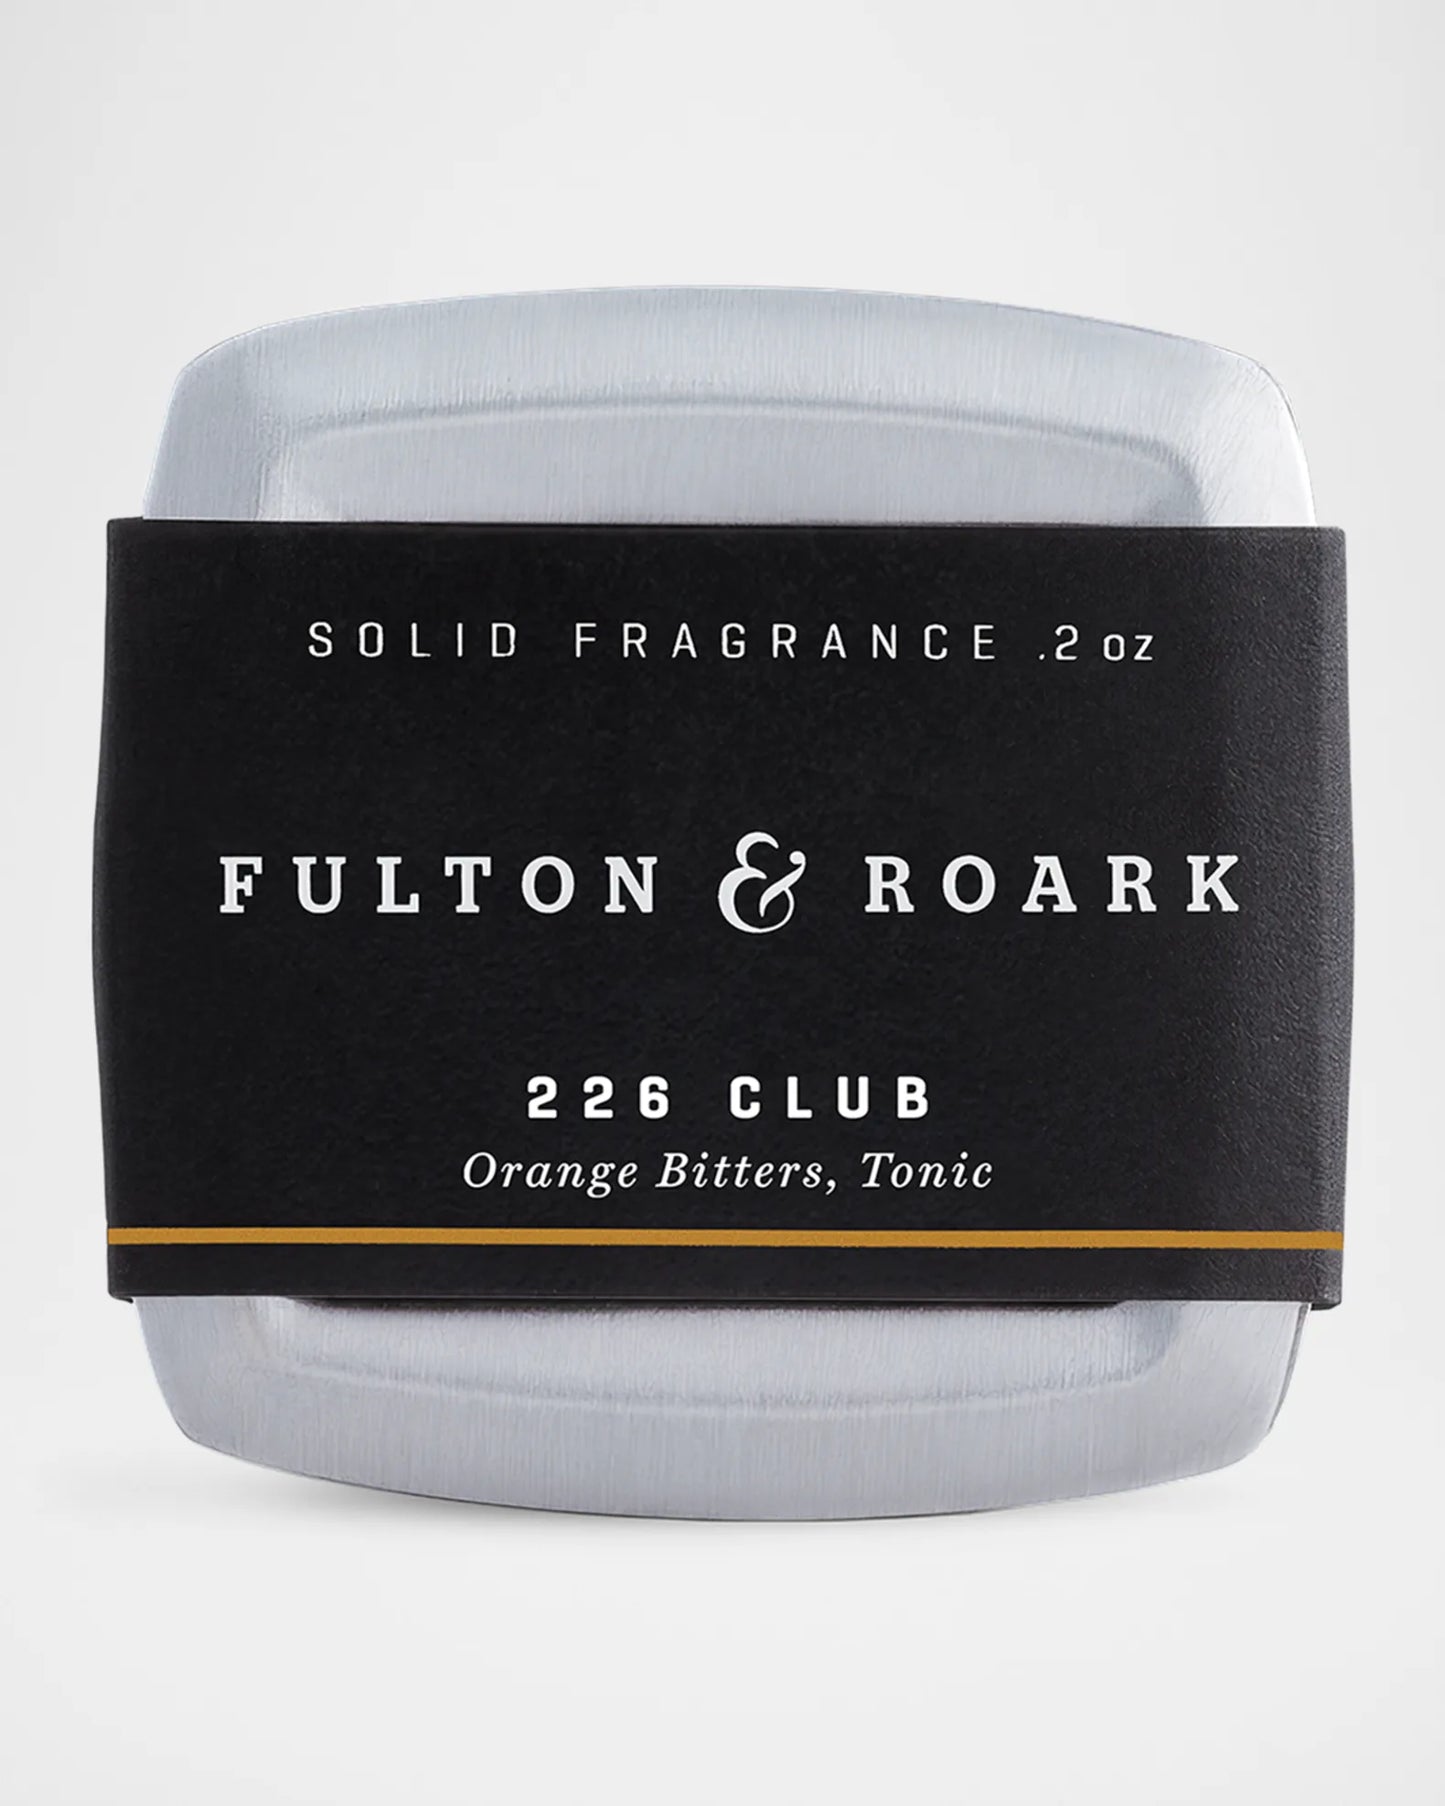 SOLID FRAGRANCE .2 oz
FULTON & ROARK
226 CLUB
Orange Bitters, Tonic